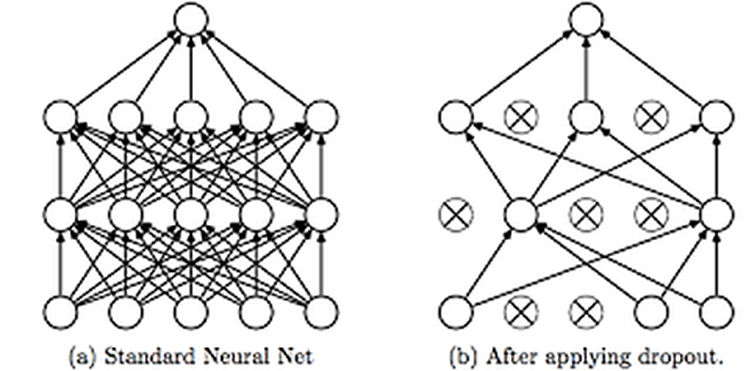 (a) Standard Neural Net
(b) After applying dropout.